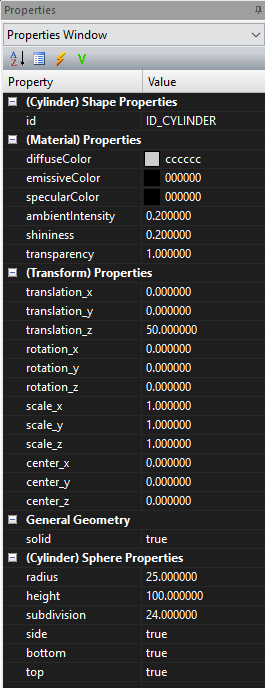 Properties
Properties Window
A Z V
Property Value
(Cylinder) Shape Properties
id ID_CYLINDER
(Material) Properties
diffuseColor cccccc
emissiveColor 000000
specularColor 000000
ambientIntensity 0.200000
shininess 0.200000
transparency 1.000000
(Transform) Properties
translation_x 0.000000
translation_y 0.000000
translation_z 50.000000
rotation_x 0.000000
rotation_y 0.000000
rotation_z 0.000000
scale_x 1.000000
scale_y 1.000000
scale_z 1.000000
center_x 0.000000
center_y 0.000000
center_z 0.000000
General Geometry
solid true
(Cylinder) Sphere Properties
radius 25.000000
height 100.000000
subdivision 24.000000
side true
bottom true
top true